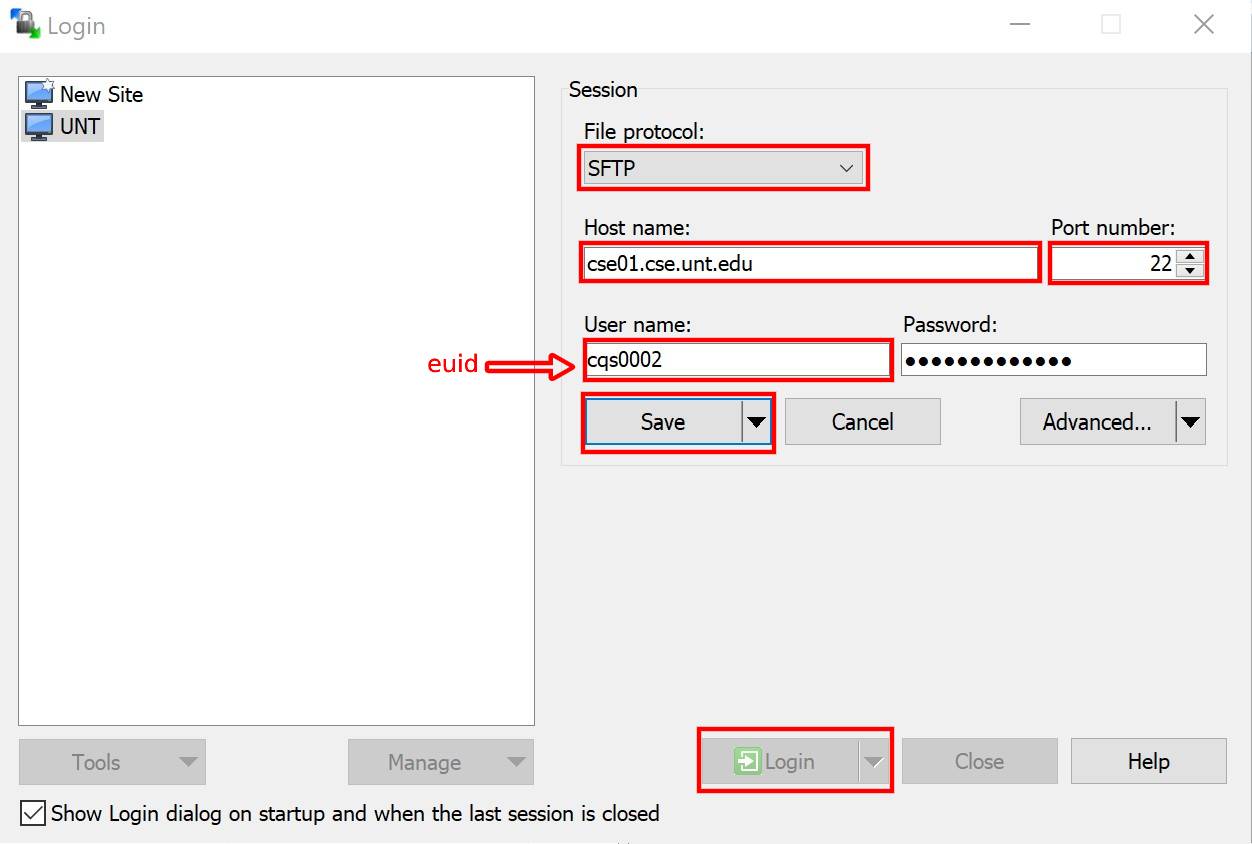 Login
New Site
UNT
Session
File protocol:
SFTP
Host name:
Port number:
cse01.cse.unt.edu
22
User name:
Password:
euid
cqs0002
●●●●●●●●●●●●●
Save
Cancel
Advanced...
Tools
Manage
Login
Close
Help
Show Login dialog on startup and when the last session is closed